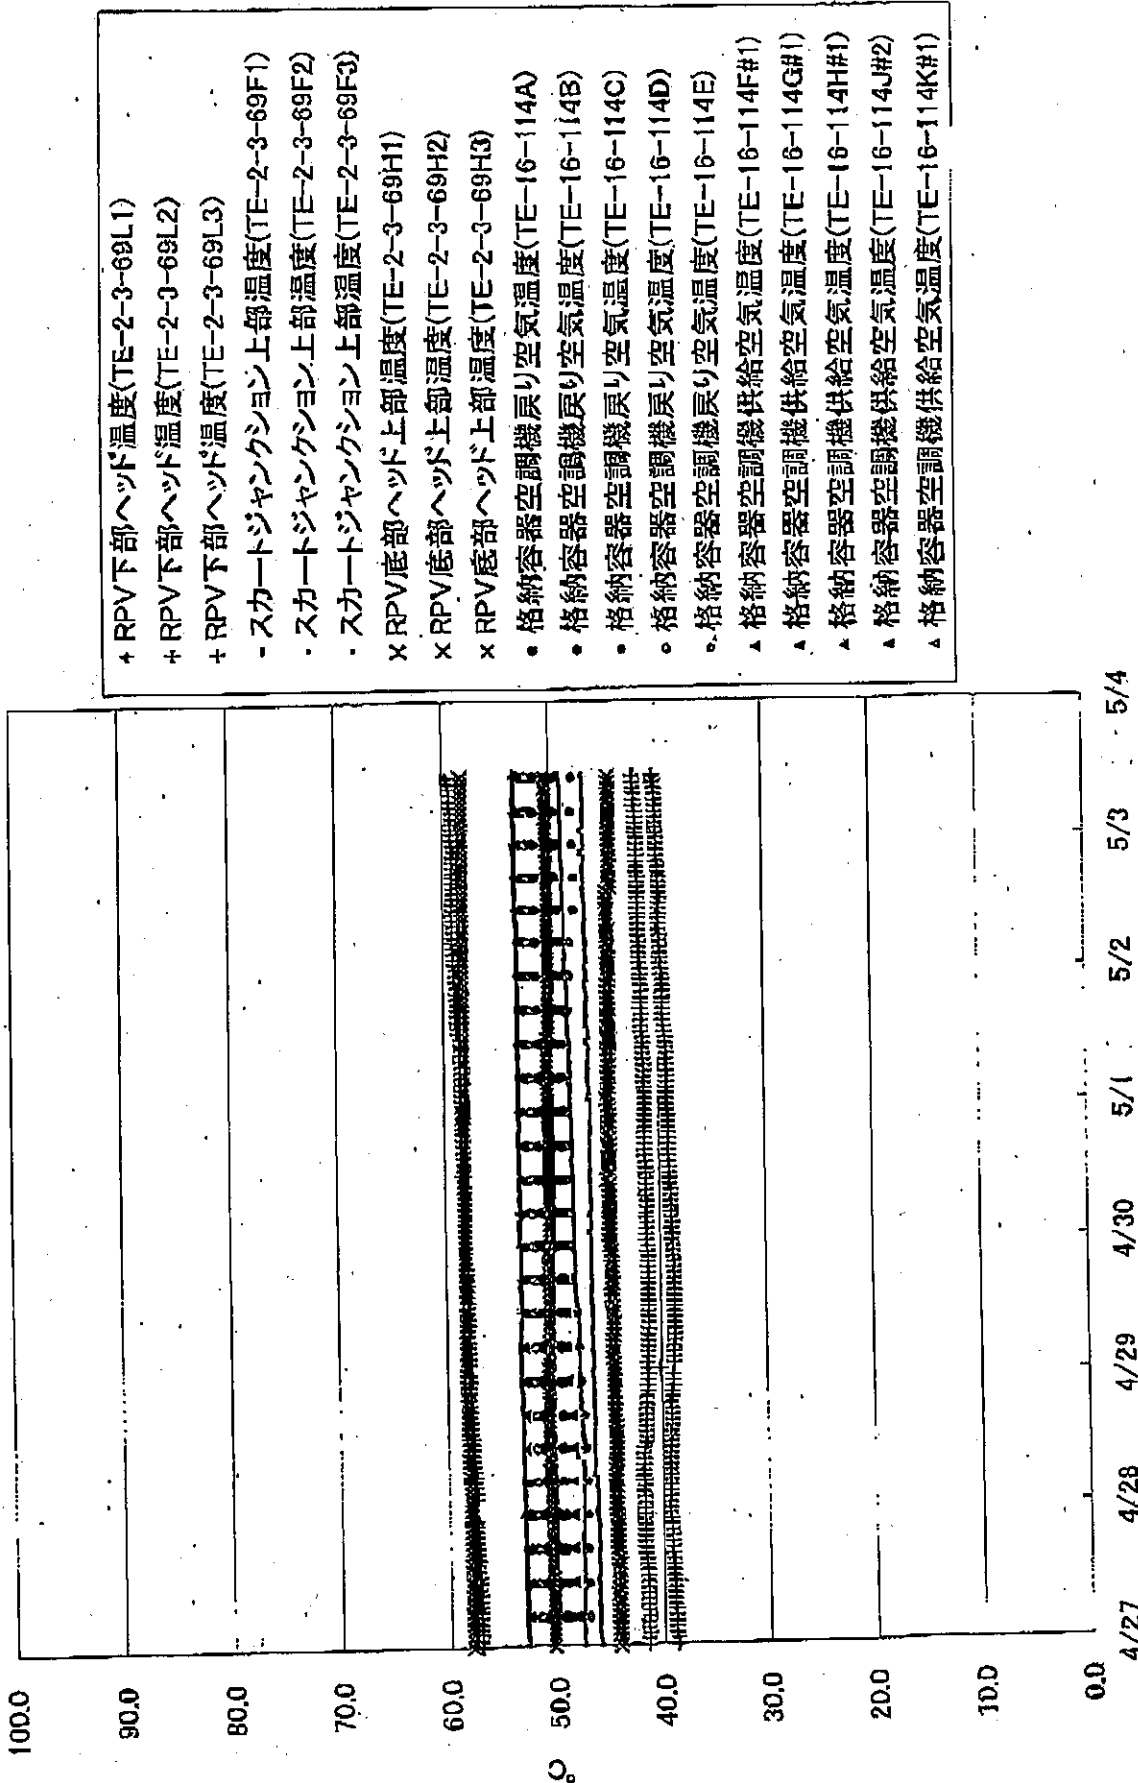 100.0
90.0
80.0
70.0
60.0
50.0
40.0
30.0
20.0
10.0
0.0
℃
4/27
4/28
4/29
4/30
5/1
5/2
5/3
5/4
+ RPV下部ヘッド温度(TE-2-3-69L1)
+ RPV下部ヘッド温度(TE-2-3-69L2)
+ RPV下部ヘッド温度(TE-2-3-69L3)
- スカートジャンクション上部温度(TE-2-3-69F1)
・ スカートジャンクション上部温度(TE-2-3-69F2)
・ スカートジャンクション上部温度(TE-2-3-69F3)
× RPV底部ヘッド上部温度(TE-2-3-69H1)
× RPV底部ヘッド上部温度(TE-2-3-69H2)
× RPV底部ヘッド上部温度(TE-2-3-69H3)
● 格納容器空調機戻り空気温度(TE-16-114A)
● 格納容器空調機戻り空気温度(TE-16-114B)
● 格納容器空調機戻り空気温度(TE-16-114C)
○ 格納容器空調機戻り空気温度(TE-16-114D)
○ 格納容器空調機戻り空気温度(TE-16-114E)
▲ 格納容器空調機供給空気温度(TE-16-114F#1)
▲ 格納容器空調機供給空気温度(TE-16-114G#1)
▲ 格納容器空調機供給空気温度(TE-16-114H#1)
▲ 格納容器空調機供給空気温度(TE-16-114J#2)
▲ 格納容器空調機供給空気温度(TE-16-114K#1)